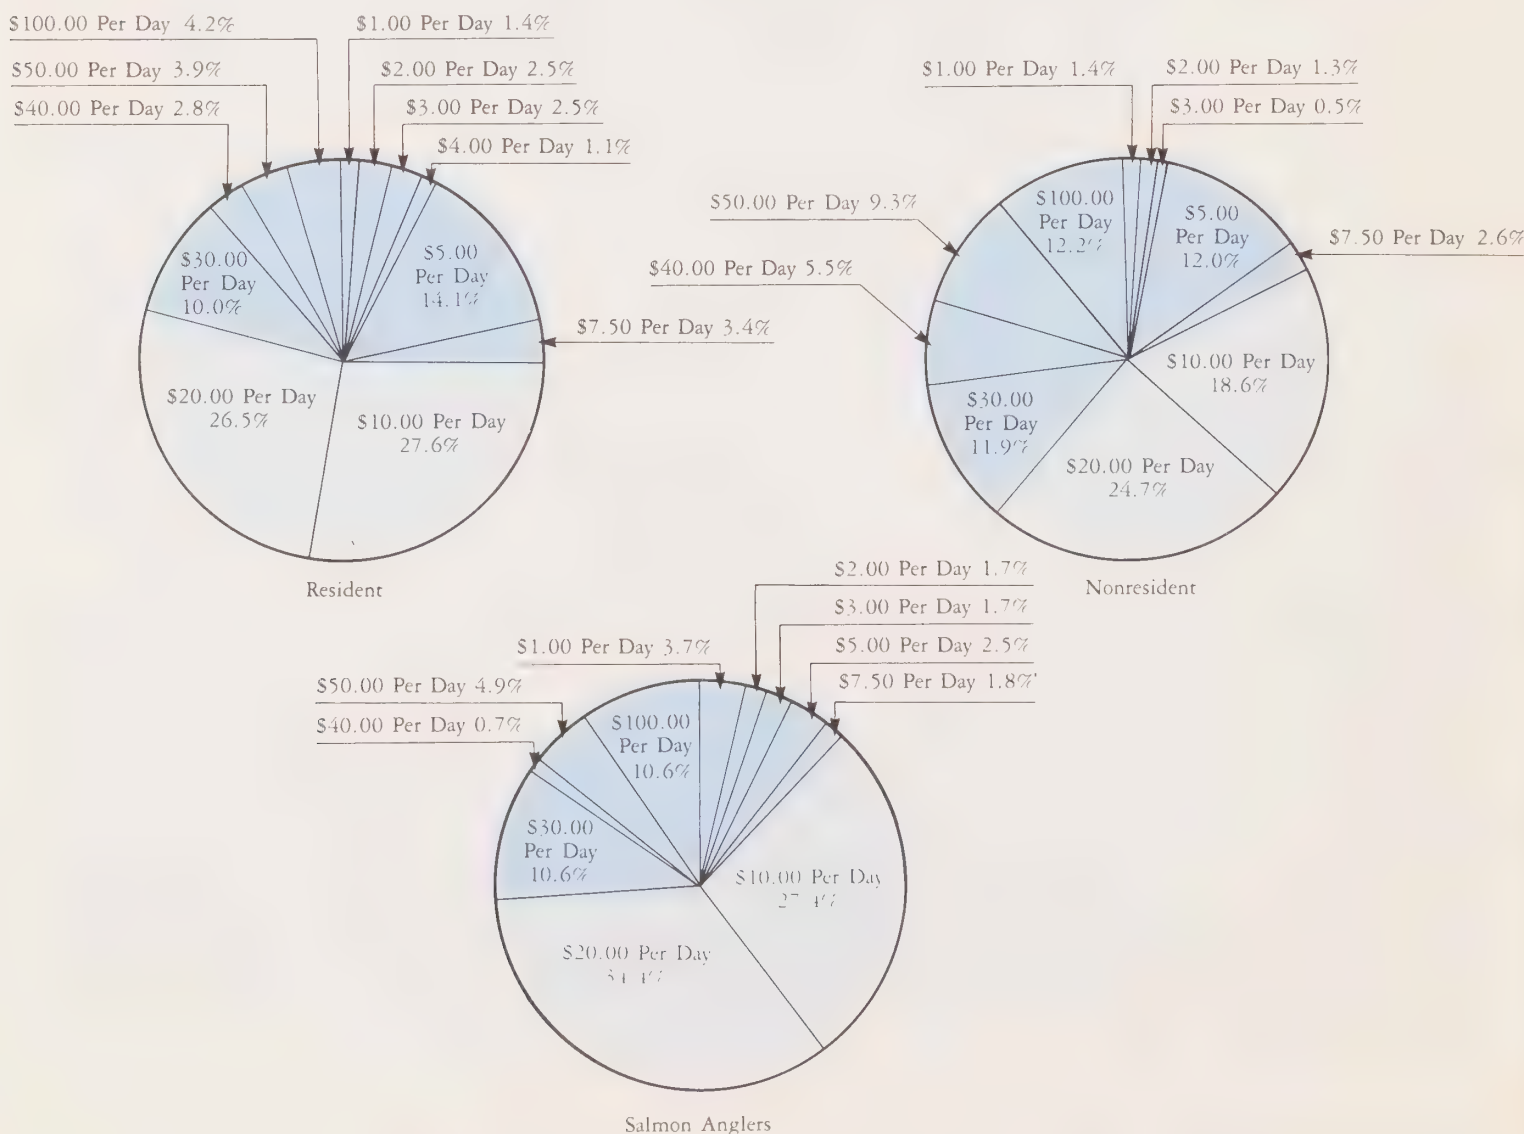 $100.00 Per Day 4.2%
$1.00 Per Day 1.4%
$50.00 Per Day 3.9%
$2.00 Per Day 2.5%
$40.00 Per Day 2.8%
$3.00 Per Day 2.5%
$4.00 Per Day 1.1%
$30.00
Per Day
10.0%
$5.00
Per Day
14.1%
$7.50 Per Day 3.4%
$20.00 Per Day
26.5%
$10.00 Per Day
27.6%
Resident
$1.00 Per Day 1.4%
$2.00 Per Day 1.3%
$3.00 Per Day 0.5%
$50.00 Per Day 9.3%
$100.00
Per Day
12.2%
$5.00
Per Day
12.0%
$7.50 Per Day 2.6%
$40.00 Per Day 5.5%
$10.00 Per Day
18.6%
$30.00
Per Day
11.9%
$20.00 Per Day
24.7%
Nonresident
$2.00 Per Day 1.7%
$3.00 Per Day 1.7%
$1.00 Per Day 3.7%
$5.00 Per Day 2.5%
$50.00 Per Day 4.9%
$7.50 Per Day 1.8%
$40.00 Per Day 0.7%
$100.00
Per Day
10.6%
$30.00
Per Day
10.6%
$10.00 Per Day
27.4%
$20.00 Per Day
34.4%
Salmon Anglers